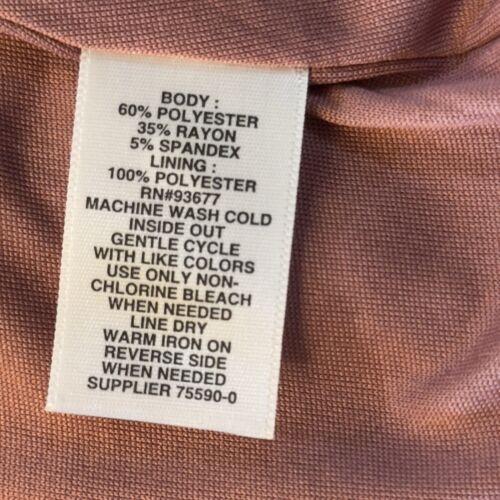 BODY :
60% POLYESTER
35% RAYON
5% SPANDEX
LINING :
100% POLYESTER
RN#93677
MACHINE WASH COLD
INSIDE OUT
GENTLE CYCLE
WITH LIKE COLORS
USE ONLY NON-
CHLORINE BLEACH
WHEN NEEDED
LINE DRY
WARM IRON ON
REVERSE SIDE
WHEN NEEDED
SUPPLIER 75590-0